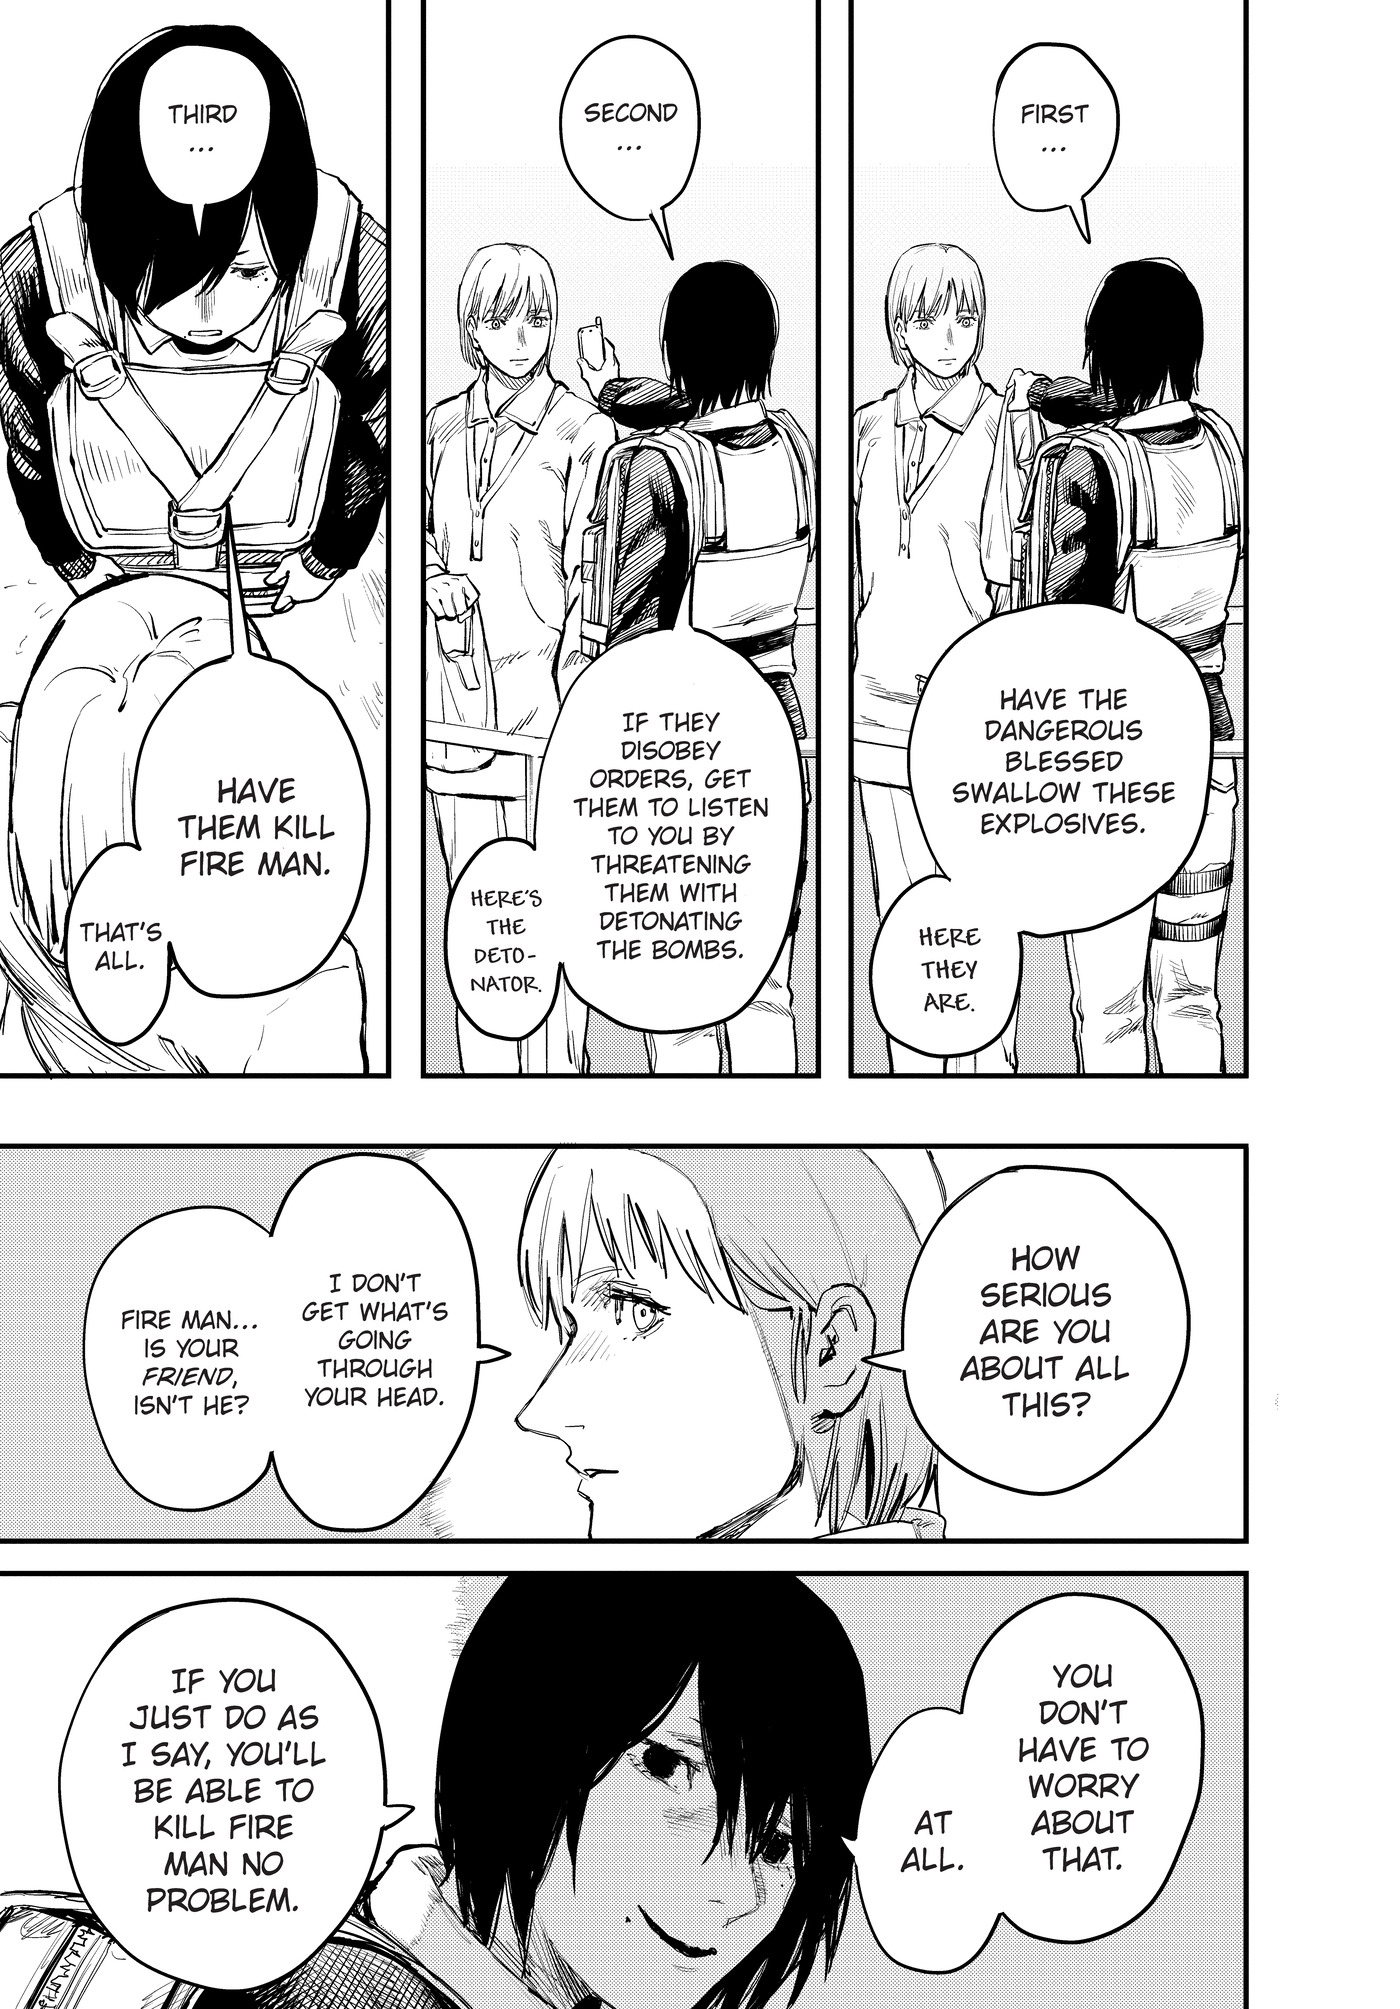 FIRST
...
HAVE THE
DANGEROUS
BLESSED
SWALLOW THESE
EXPLOSIVES.
HERE
THEY
ARE.
SECOND
...
IF THEY
DISOBEY
ORDERS, GET
THEM TO LISTEN
TO YOU BY
THREATENING
THEM WITH
DETONATING
THE BOMBS.
HERE'S
THE
DETO-
NATOR.
THIRD
...
HAVE
THEM KILL
FIRE MAN.
THAT'S
ALL.
HOW
SERIOUS
ARE YOU
ABOUT ALL
THIS?
I DON'T
GET WHAT'S
GOING
THROUGH
YOUR HEAD.
FIRE MAN...
IS YOUR
FRIEND,
ISN'T HE?
YOU
DON'T
HAVE TO
WORRY
ABOUT
THAT.
AT
ALL.
IF YOU
JUST DO AS
I SAY, YOU'LL
BE ABLE TO
KILL FIRE
MAN NO
PROBLEM.